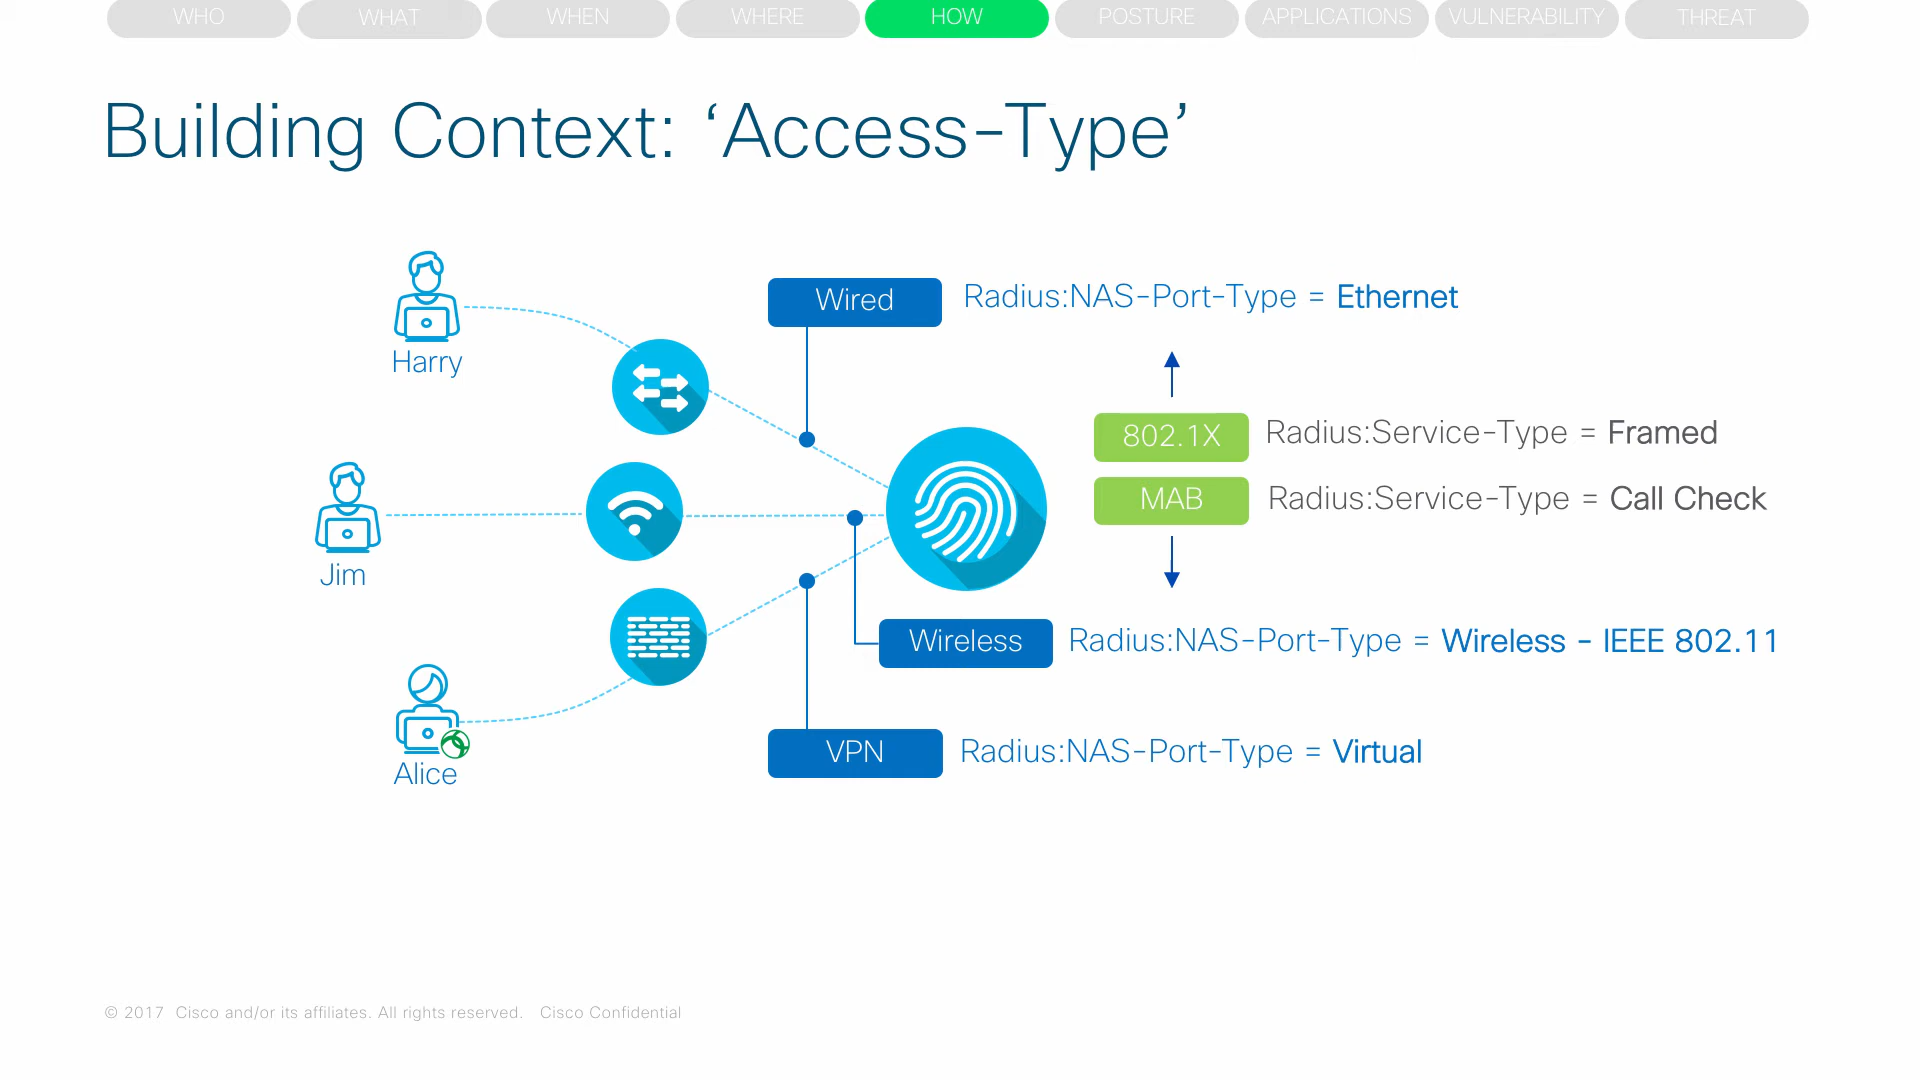 WHO WHAT WHEN WHERE HOW POSTURE APPLICATIONS VULNERABILITY THREAT
Building Context: ‘Access-Type’
Harry
Wired Radius:NAS-Port-Type = Ethernet
802.1X Radius:Service-Type = Framed
MAB Radius:Service-Type = Call Check
Jim
Wireless Radius:NAS-Port-Type = Wireless - IEEE 802.11
Alice
VPN Radius:NAS-Port-Type = Virtual
© 2017 Cisco and/or its affiliates. All rights reserved. Cisco Confidential